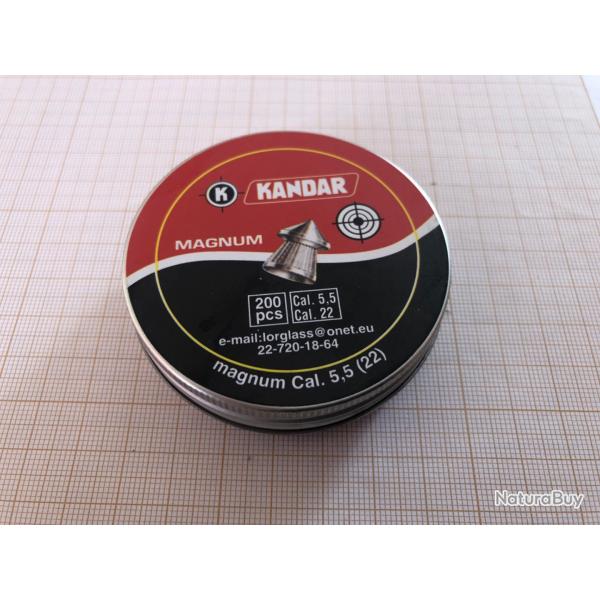 K KANDAR
MAGNUM
200 pcs
Cal. 5,5
Cal. 22
e-mail:lorglass@onet.eu
22-720-18-64
magnum Cal. 5,5 (22)
NaturaBuy